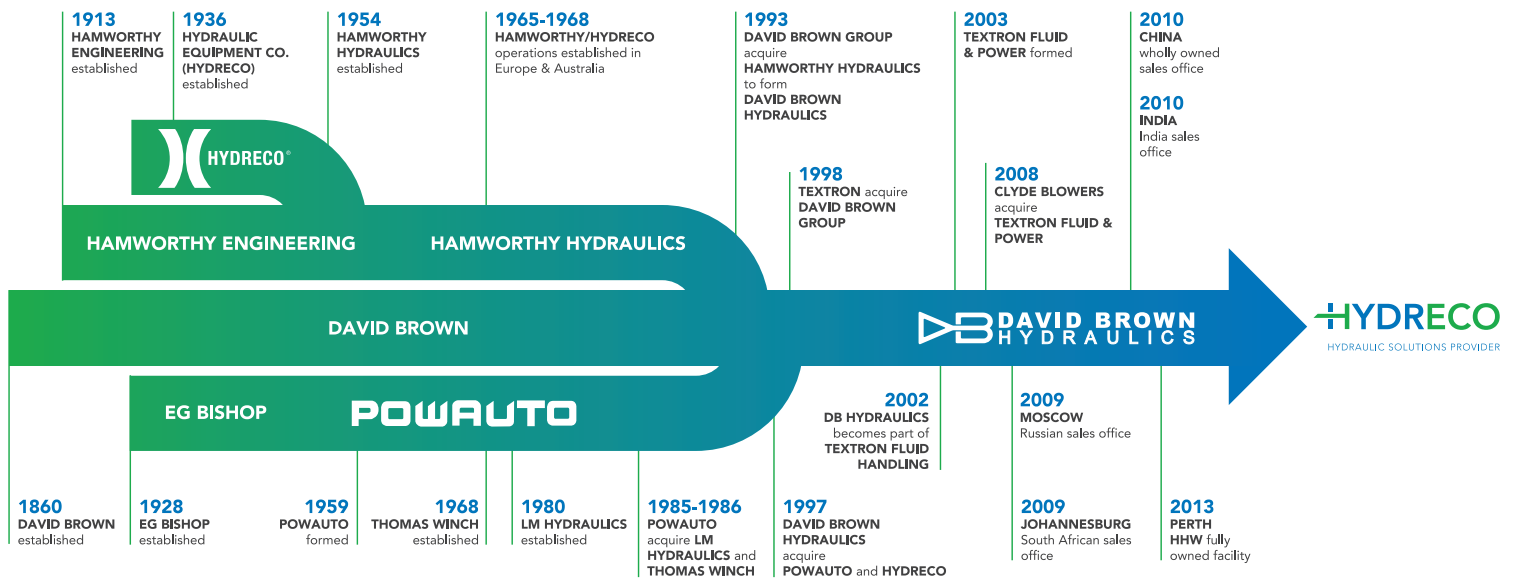 1913
HAMWORTHY
ENGINEERING
established
1936
HYDRAULIC
EQUIPMENT CO.
(HYDRECO)
established
1954
HAMWORTHY
HYDRAULICS
established
1965-1968
HAMWORTHY/HYDRECO
operations established in
Europe & Australia
1993
DAVID BROWN GROUP
acquire
HAMWORTHY HYDRAULICS
to form
DAVID BROWN
HYDRAULICS
2003
TEXTRON FLUID
& POWER formed
2010
CHINA
wholly owned
sales office
2010
INDIA
India sales
office
1998
TEXTRON acquire
DAVID BROWN
GROUP
2008
CLYDE BLOWERS
acquire
TEXTRON FLUID &
POWER
HYDRECO®
HAMWORTHY ENGINEERING
HAMWORTHY HYDRAULICS
DAVID BROWN
DB DAVID BROWN
HYDRAULICS
HYDRECO
HYDRAULIC SOLUTIONS PROVIDER
EG BISHOP
POWAUTO
2002
DB HYDRAULICS
becomes part of
TEXTRON FLUID
HANDLING
2009
MOSCOW
Russian sales office
1860
DAVID BROWN
established
1928
EG BISHOP
established
1959
POWAUTO
formed
1968
THOMAS WINCH
established
1980
LM HYDRAULICS
established
1985-1986
POWAUTO
acquire LM
HYDRAULICS and
THOMAS WINCH
1997
DAVID BROWN
HYDRAULICS
acquire
POWAUTO and HYDRECO
2009
JOHANNESBURG
South African sales
office
2013
PERTH
HHW fully
owned facility